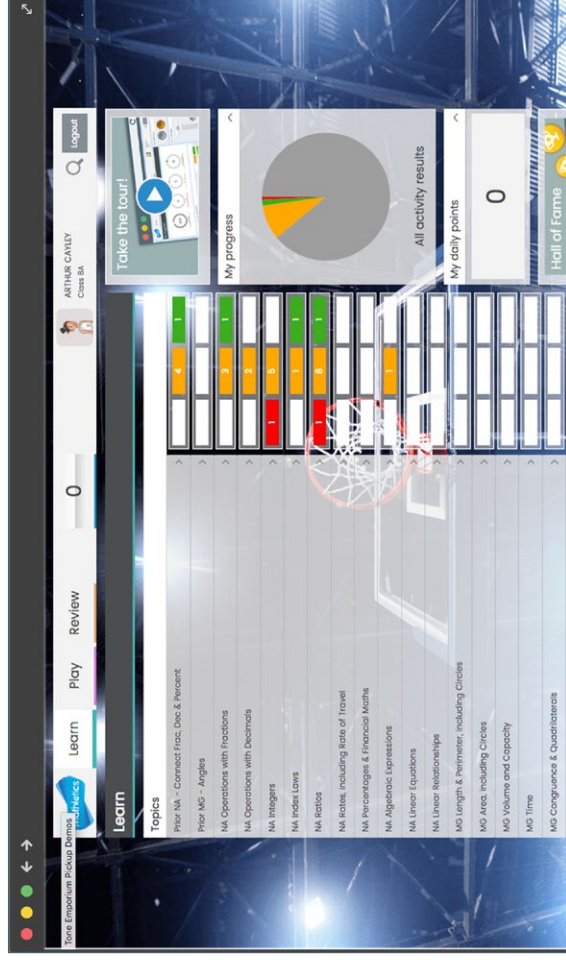 Tone Emporium Pickup Demos
mathletics
Learn
Play
Review
0
ARTHUR CAYLEY
Class 8A
Logout
Learn
Topics
Prior NA - Connect Frac, Dec & Percent
4
1
Prior MG - Angles
NA Operations with Fractions
3
1
NA Operations with Decimals
2
NA Integers
1
5
NA Index Laws
1
1
NA Ratios
1
8
1
NA Rates, including Rate of Travel
NA Percentages & Financial Maths
NA Algebraic Expressions
1
NA Linear Equations
NA Linear Relationships
MG Length & Perimeter, including Circles
MG Area, including Circles
MG Volume and Capacity
MG Time
MG Congruence & Quadrilaterals
Take the tour!
My progress
All activity results
My daily points
0
Hall of Fame